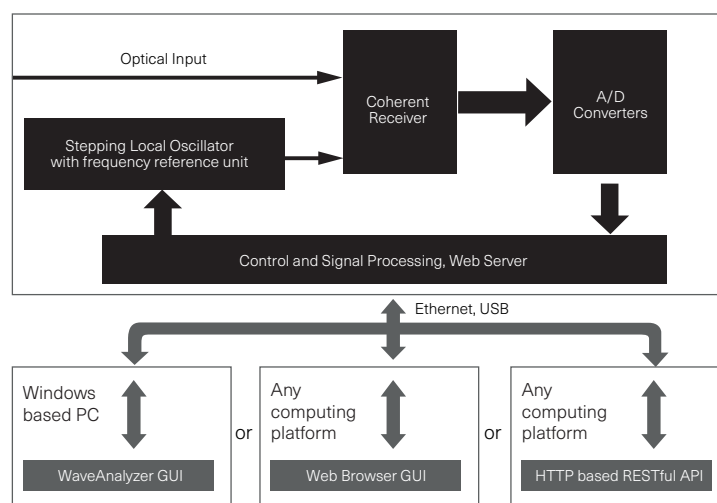 Optical Input
Coherent
Receiver
A/D
Converters
Stepping Local Oscillator
with frequency reference unit
Control and Signal Processing, Web Server
Ethernet, USB
Windows
based PC
WaveAnalyzer GUI
or
Any
computing
platform
Web Browser GUI
or
Any
computing
platform
HTTP based RESTful API